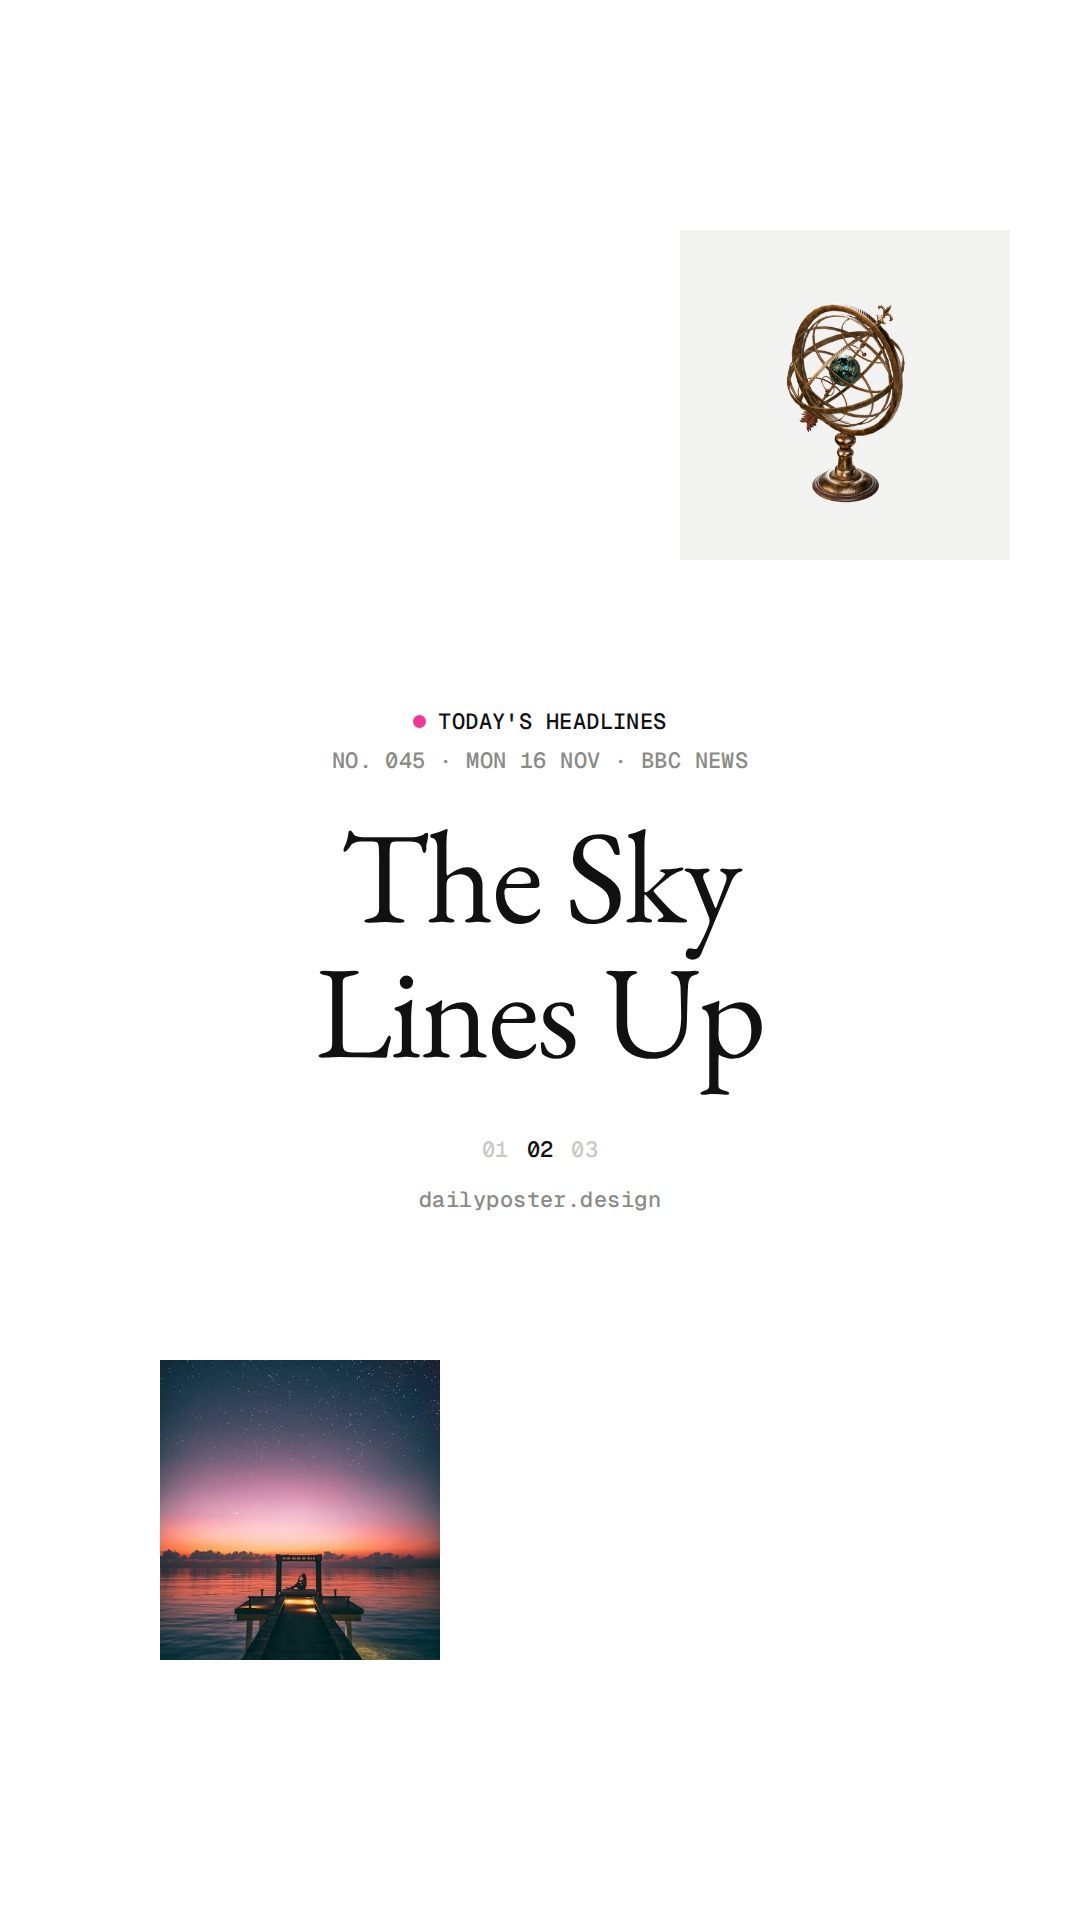 TODAY'S HEADLINES
NO. 045 · MON 16 NOV · BBC NEWS
The Sky
Lines Up
01 02 03
dailyposter.design